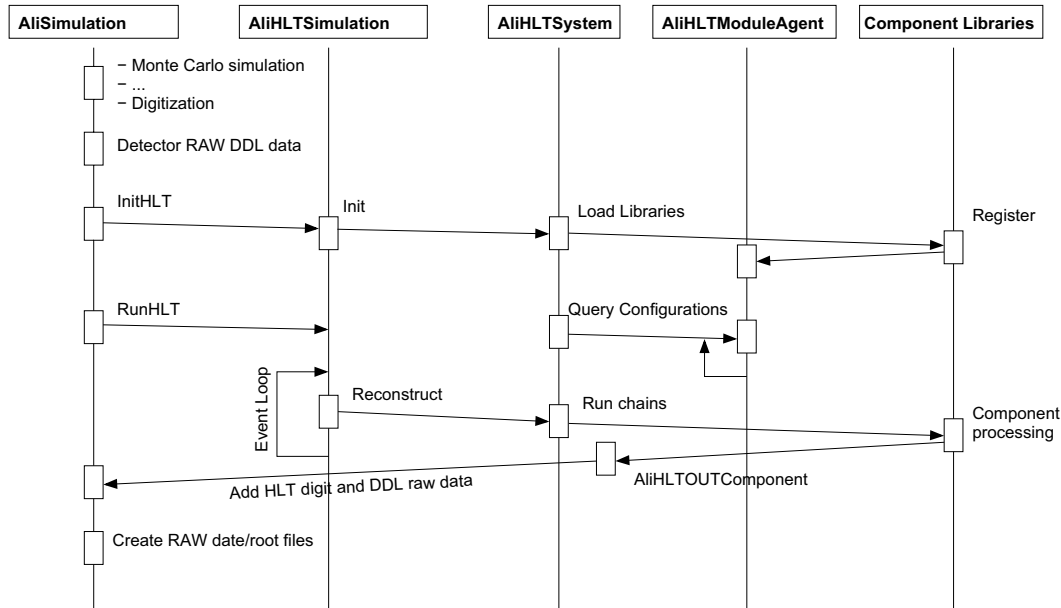 AliSimulation
AliHLTSimulation
AliHLTSystem
AliHLTModuleAgent
Component Libraries
− Monte Carlo simulation
− ...
− Digitization
Detector RAW DDL data
InitHLT
Init
Load Libraries
Register
RunHLT
Query Configurations
Event Loop
Reconstruct
Run chains
Component
processing
AliHLTOUTComponent
Add HLT digit and DDL raw data
Create RAW date/root files